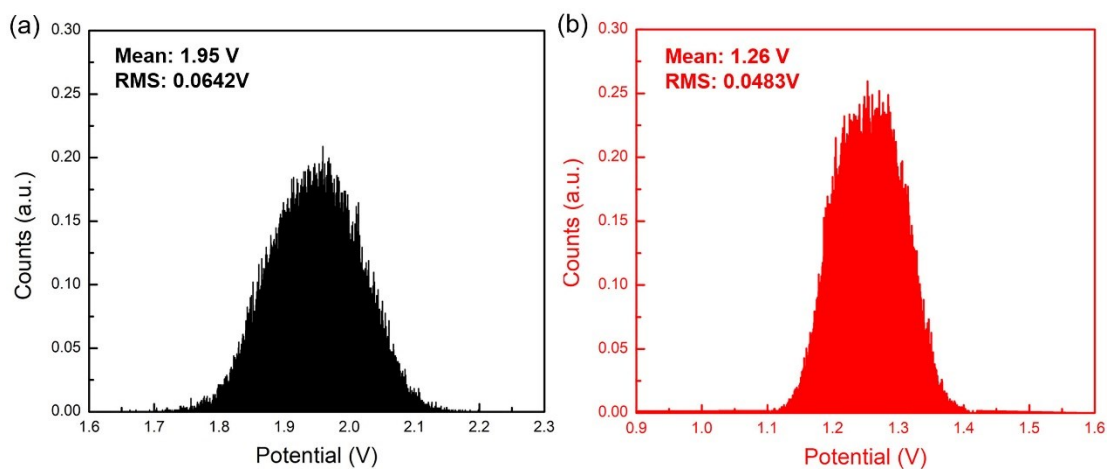 (a)
Mean: 1.95 V
RMS: 0.0642V
Counts (a.u.)
0.30
0.25
0.20
0.15
0.10
0.05
0.00
1.6 1.7 1.8 1.9 2.0 2.1 2.2 2.3
Potential (V)
(b)
Mean: 1.26 V
RMS: 0.0483V
Counts (a.u.)
0.30
0.25
0.20
0.15
0.10
0.05
0.00
0.9 1.0 1.1 1.2 1.3 1.4 1.5 1.6
Potential (V)